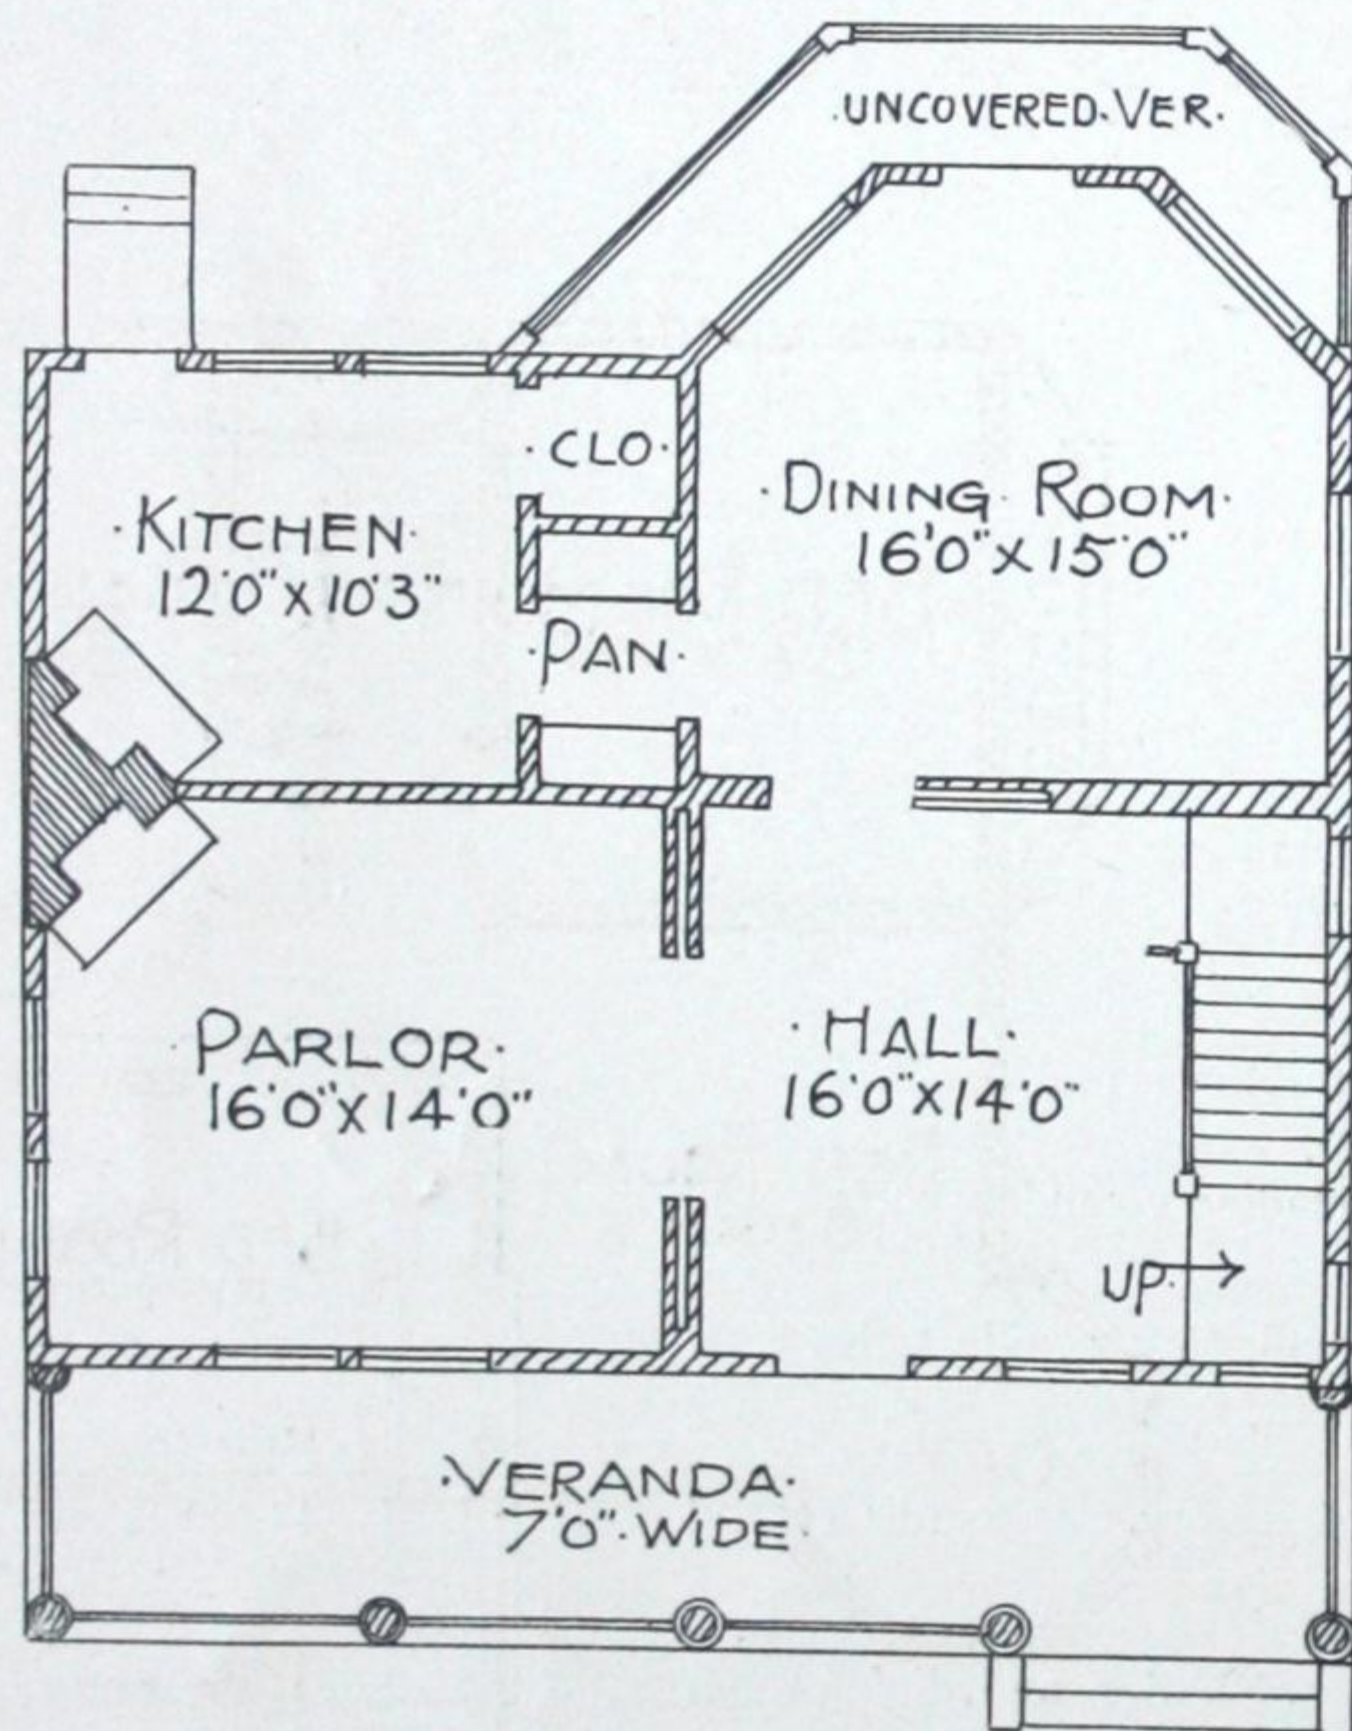 ·UNCOVERED·VER·
·CLO·
·KITCHEN·
12'0"X10'3"
·DINING·ROOM·
16'0"X15'0"
·PAN·
·PARLOR·
16'0"X14'0"
·HALL·
16'0"X14'0"
UP·
·VERANDA·
7'0"·WIDE·